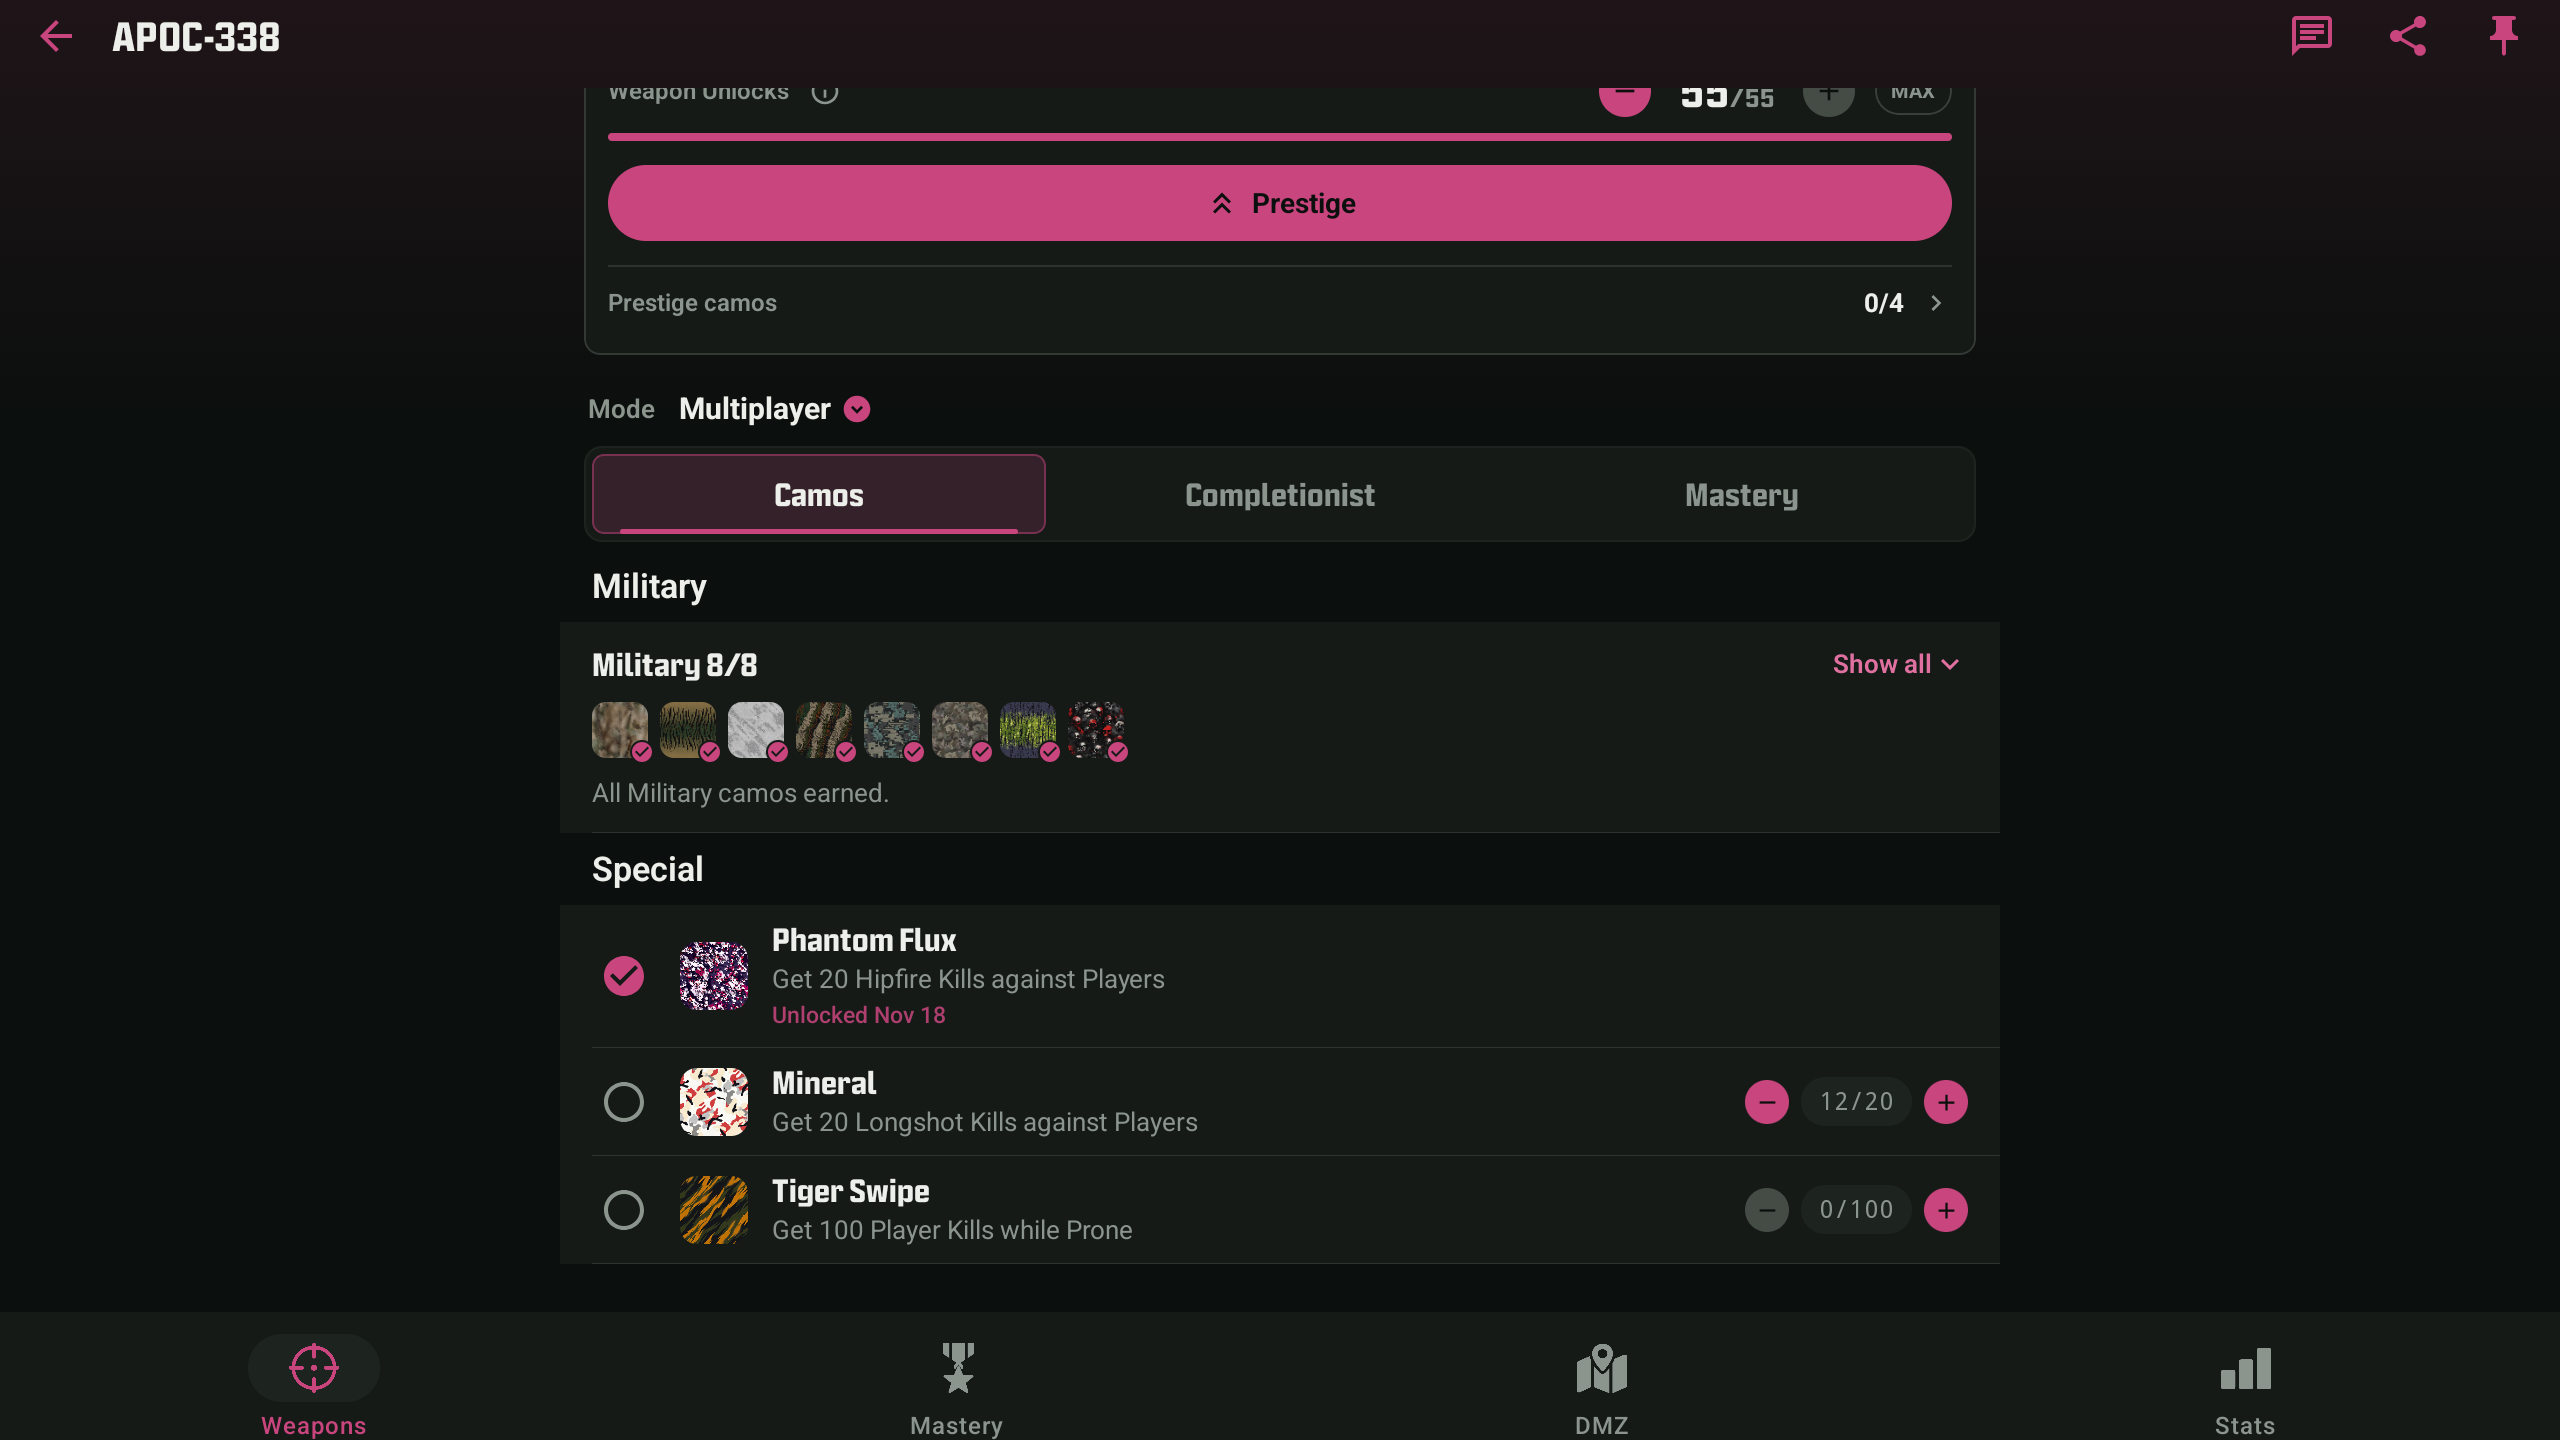 APOC-338
Weapon Unlocks
55/55
MAX
Prestige
Prestige camos
0/4
Mode
Multiplayer
Camos
Completionist
Mastery
Military
Military 8/8
Show all
All Military camos earned.
Special
Phantom Flux
Get 20 Hipfire Kills against Players
Unlocked Nov 18
Mineral
Get 20 Longshot Kills against Players
12/20
Tiger Swipe
Get 100 Player Kills while Prone
0/100
Weapons
Mastery
DMZ
Stats